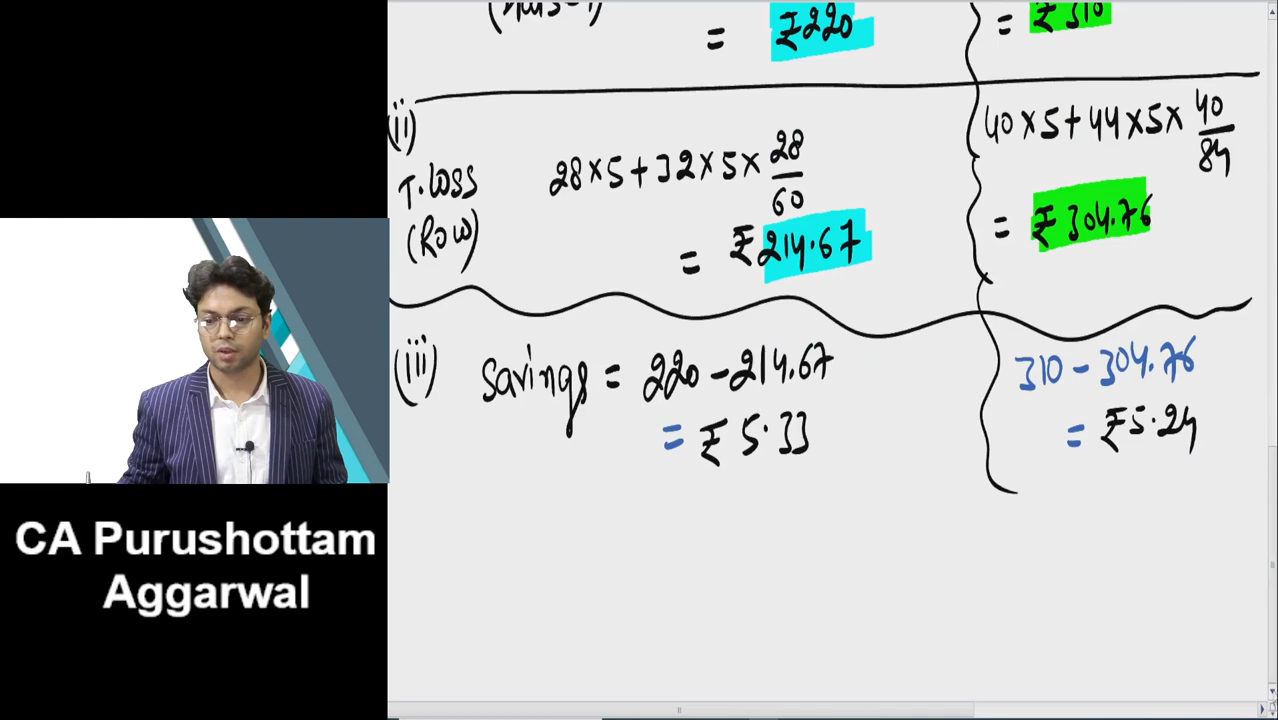 = ₹220
= ₹310
(ii)
T.Loss
(Row)
28×5+32×5×28/60
= ₹214.67
40×5+44×5×40/84
= ₹304.76
(iii) Savings = 220-214.67
= ₹5.33
310-304.76
= ₹5.24
CA Purushottam
Aggarwal